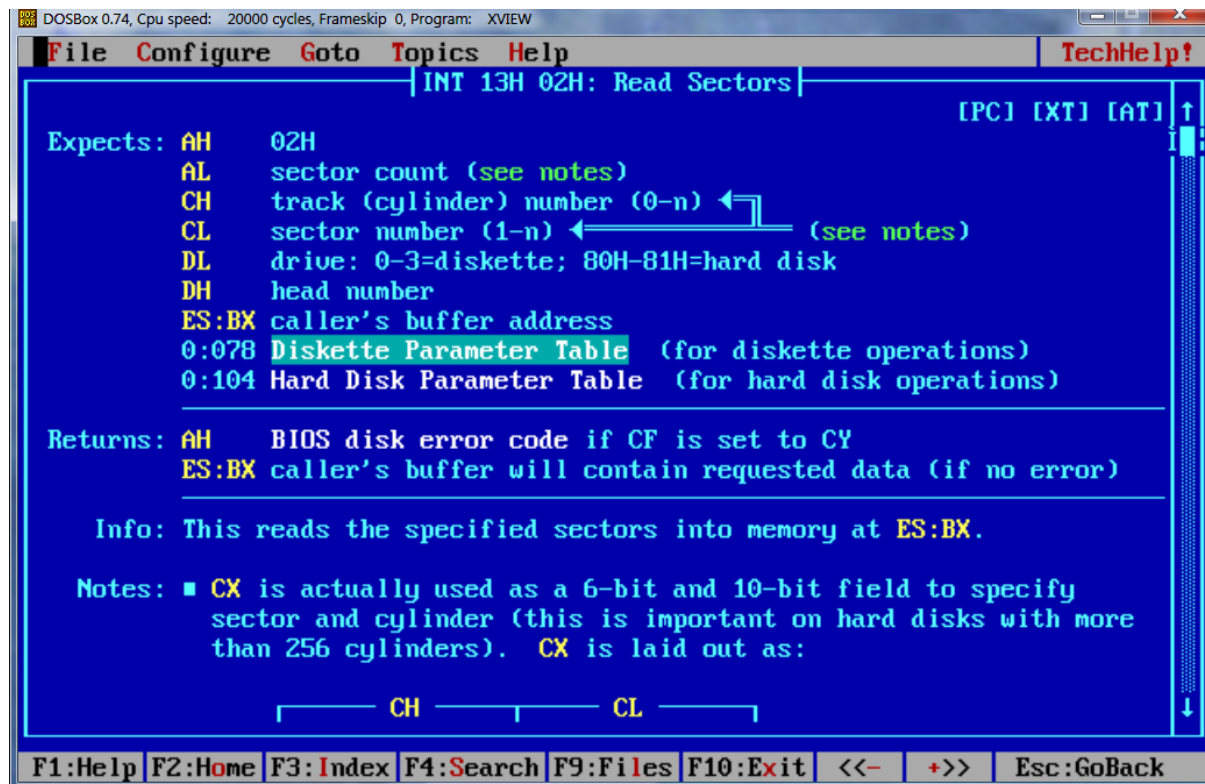 DOSBox 0.74, Cpu speed: 20000 cycles, Frameskip 0, Program: XVIEW
File Configure Goto Topics Help TechHelp!
INT 13H 02H: Read Sectors
[PC] [XT] [AT]
Expects: AH 02H
AL sector count (see notes)
CH track (cylinder) number (0-n)
CL sector number (1-n) (see notes)
DL drive: 0-3=diskette; 80H-81H=hard disk
DH head number
ES:BX caller's buffer address
0:078 Diskette Parameter Table (for diskette operations)
0:104 Hard Disk Parameter Table (for hard disk operations)
Returns: AH BIOS disk error code if CF is set to CY
ES:BX caller's buffer will contain requested data (if no error)
Info: This reads the specified sectors into memory at ES:BX.
Notes: ■ CX is actually used as a 6-bit and 10-bit field to specify
sector and cylinder (this is important on hard disks with more
than 256 cylinders). CX is laid out as:
CH CL
F1:Help F2:Home F3:Index F4:Search F9:Files F10:Exit <<- +>> Esc:GoBack